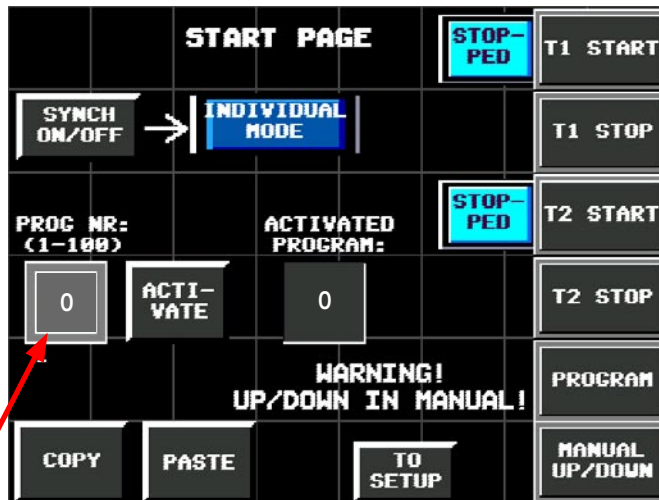 START PAGE
STOP-
PED
T1 START
SYNCH
ON/OFF
INDIVIDUAL
MODE
T1 STOP
PROG NR:
(1-100)
ACTIVATED
PROGRAM:
STOP-
PED
T2 START
0
ACTI-
VATE
0
T2 STOP
WARNING!
UP/DOWN IN MANUAL!
PROGRAM
COPY
PASTE
TO
SETUP
MANUAL
UP/DOWN